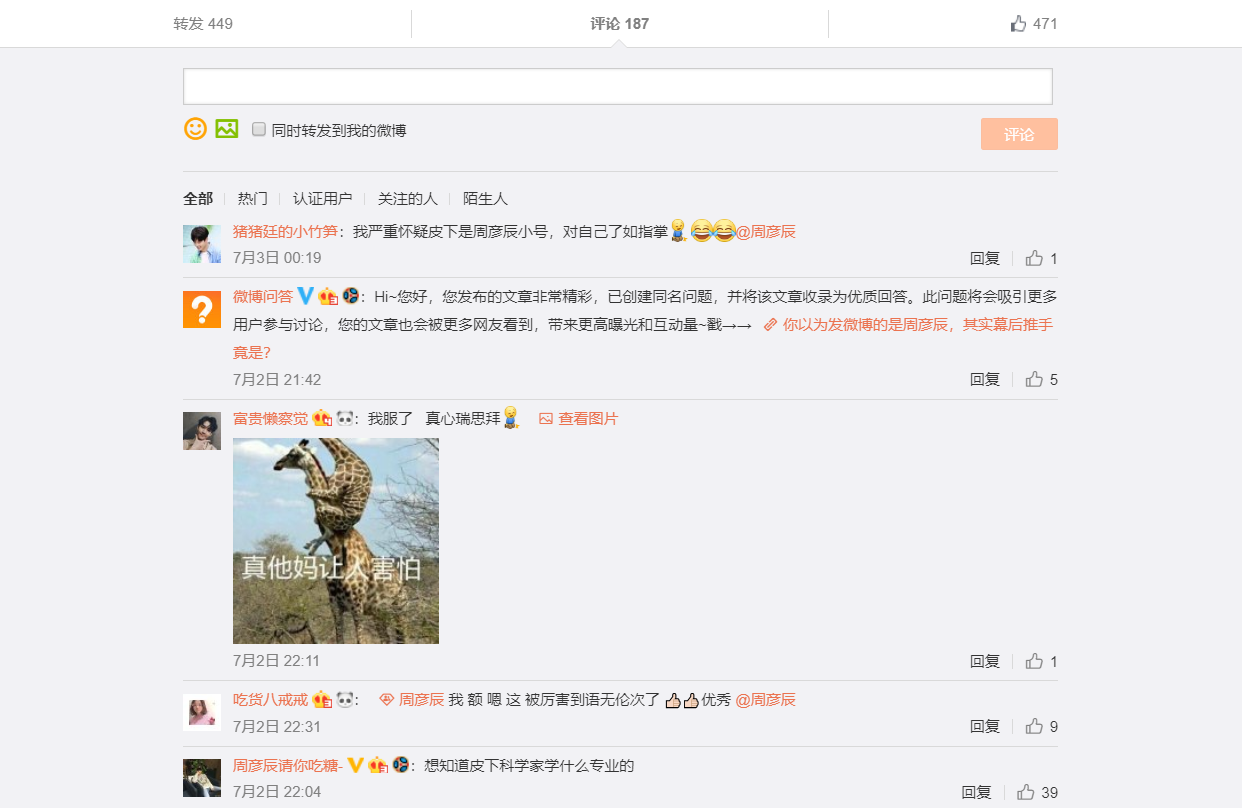 转发 449
评论 187
471
同时转发到我的微博
评论
全部 热门 认证用户 关注的人 陌生人
猪猪廷的小竹笋：我严重怀疑皮下是周彦辰小号，对自己了如指掌@周彦辰
7月3日 00:19
回复 1
微博问答：Hi~您好，您发布的文章非常精彩，已创建同名问题，并将该文章收录为优质回答。此问题将会吸引更多
用户参与讨论，您的文章也会被更多网友看到，带来更高曝光和互动量~戳→→ 你以为发微博的是周彦辰，其实幕后推手
竟是?
7月2日 21:42
回复 5
富贵懒察觉：我服了 真心瑞思拜 查看图片
真他妈让人害怕
7月2日 22:11
回复 1
吃货八戒戒： 周彦辰 我 额 嗯 这 被厉害到语无伦次了 优秀 @周彦辰
7月2日 22:31
回复 9
周彦辰请你吃糖-：想知道皮下科学家学什么专业的
7月2日 22:04
回复 39